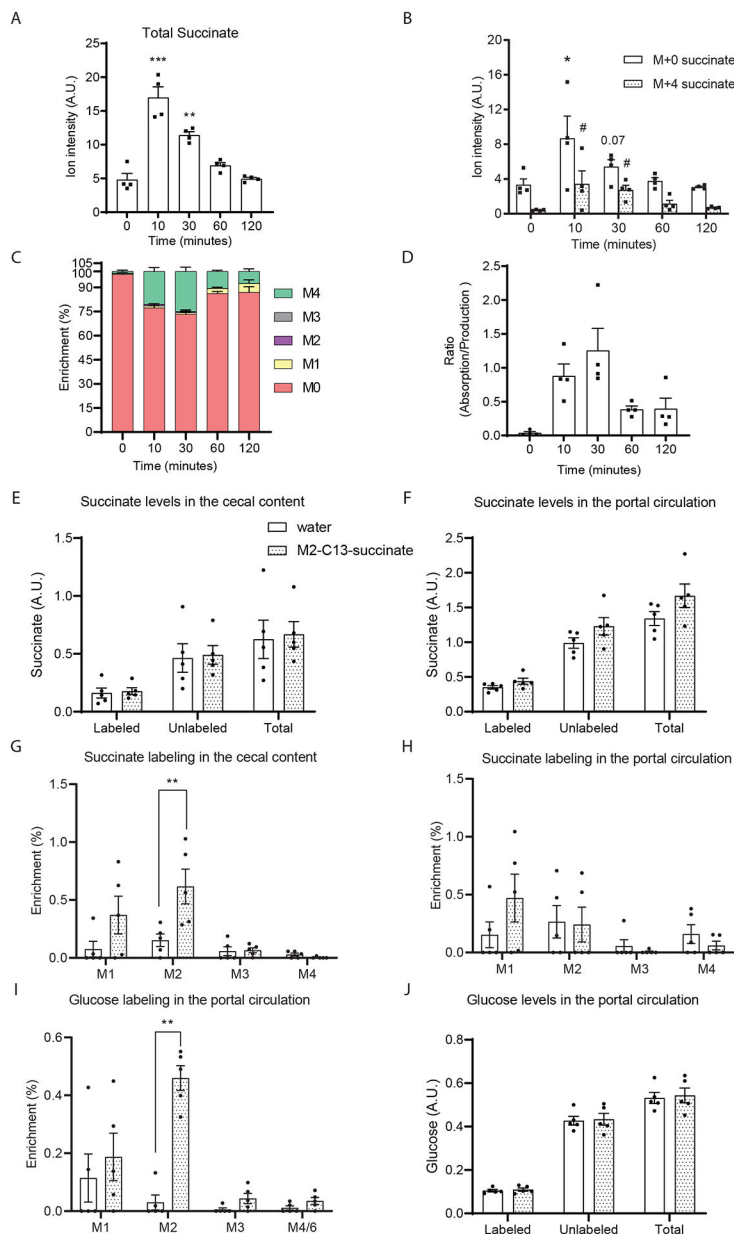 A
Total Succinate
Ion intensity (A.U.)
25
20
15
10
5
0
***
**
0 10 30 60 120
Time (minutes)
B
M+0 succinate
M+4 succinate
Ion intensity (A.U.)
20
16
12
8
4
0
*
#
0.07
#
0 10 30 60 120
Time (minutes)
C
Enrichment (%)
105
100
90
75
60
45
30
15
0
M4
M3
M2
M1
M0
0 10 30 60 120
Time (minutes)
D
Ratio
(Absorption/Production)
2.5
2.0
1.5
1.0
0.5
0.0
0 10 30 60 120
Time (minutes)
E
Succinate levels in the cecal content
water
M2-C13-succinate
Succinate (A.U.)
1.5
1.0
0.5
0.0
Labeled Unlabeled Total
F
Succinate levels in the portal circulation
Succinate (A.U.)
2.5
2.0
1.5
1.0
0.5
0.0
Labeled Unlabeled Total
G
Succinate labeling in the cecal content
Enrichment (%)
1.5
1.0
0.5
0.0
**
M1 M2 M3 M4
H
Succinate labeling in the portal circulation
Enrichment (%)
1.5
1.0
0.5
0.0
M1 M2 M3 M4
I
Glucose labeling in the portal circulation
Enrichment (%)
0.6
0.4
0.2
0.0
**
M1 M2 M3 M4/6
J
Glucose levels in the portal circulation
Glucose (A.U.)
0.8
0.6
0.4
0.2
0.0
Labeled Unlabeled Total